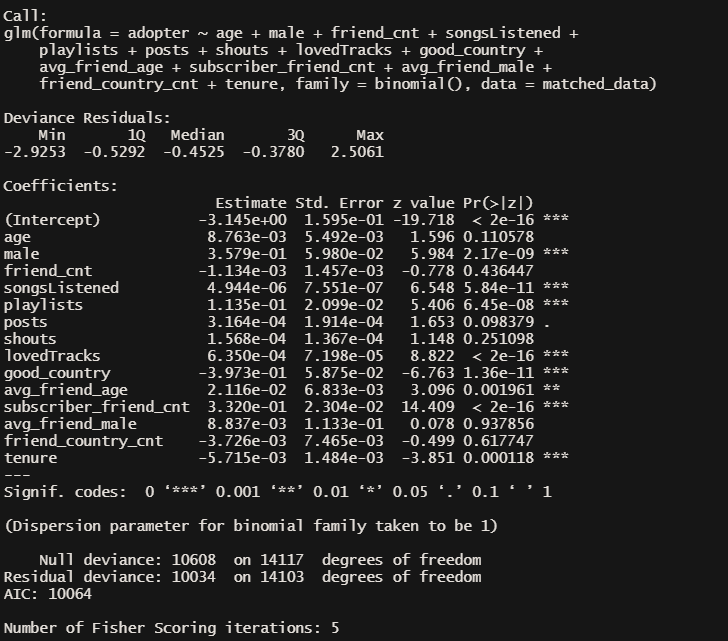 Call:
glm(formula = adopter ~ age + male + friend_cnt + songsListened +
    playlists + posts + shouts + lovedTracks + good_country +
    avg_friend_age + subscriber_friend_cnt + avg_friend_male +
    friend_country_cnt + tenure, family = binomial(), data = matched_data)

Deviance Residuals:
    Min      1Q  Median      3Q     Max
-2.9253 -0.5292 -0.4525 -0.3780  2.5061

Coefficients:
                        Estimate Std. Error z value Pr(>|z|)
(Intercept)           -3.145e+00  1.595e-01 -19.718  < 2e-16 ***
age                    8.763e-03  5.492e-03   1.596 0.110578
male                   3.579e-01  5.980e-02   5.984 2.17e-09 ***
friend_cnt            -1.134e-03  1.457e-03  -0.778 0.436447
songsListened          4.944e-06  7.551e-07   6.548 5.84e-11 ***
playlists              1.135e-01  2.099e-02   5.406 6.45e-08 ***
posts                  3.164e-04  1.914e-04   1.653 0.098379 .
shouts                 1.568e-04  1.367e-04   1.148 0.251098
lovedTracks            6.350e-04  7.198e-05   8.822  < 2e-16 ***
good_country          -3.973e-01  5.875e-02  -6.763 1.36e-11 ***
avg_friend_age         2.116e-02  6.833e-03   3.096 0.001961 **
subscriber_friend_cnt  3.320e-01  2.304e-02  14.409  < 2e-16 ***
avg_friend_male        8.837e-03  1.133e-01   0.078 0.937856
friend_country_cnt    -3.726e-03  7.465e-03  -0.499 0.617747
tenure                -5.715e-03  1.484e-03  -3.851 0.000118 ***
---
Signif. codes:  0 ‘***’ 0.001 ‘**’ 0.01 ‘*’ 0.05 ‘.’ 0.1 ‘ ’ 1

(Dispersion parameter for binomial family taken to be 1)

    Null deviance: 10608  on 14117  degrees of freedom
Residual deviance: 10034  on 14103  degrees of freedom
AIC: 10064

Number of Fisher Scoring iterations: 5